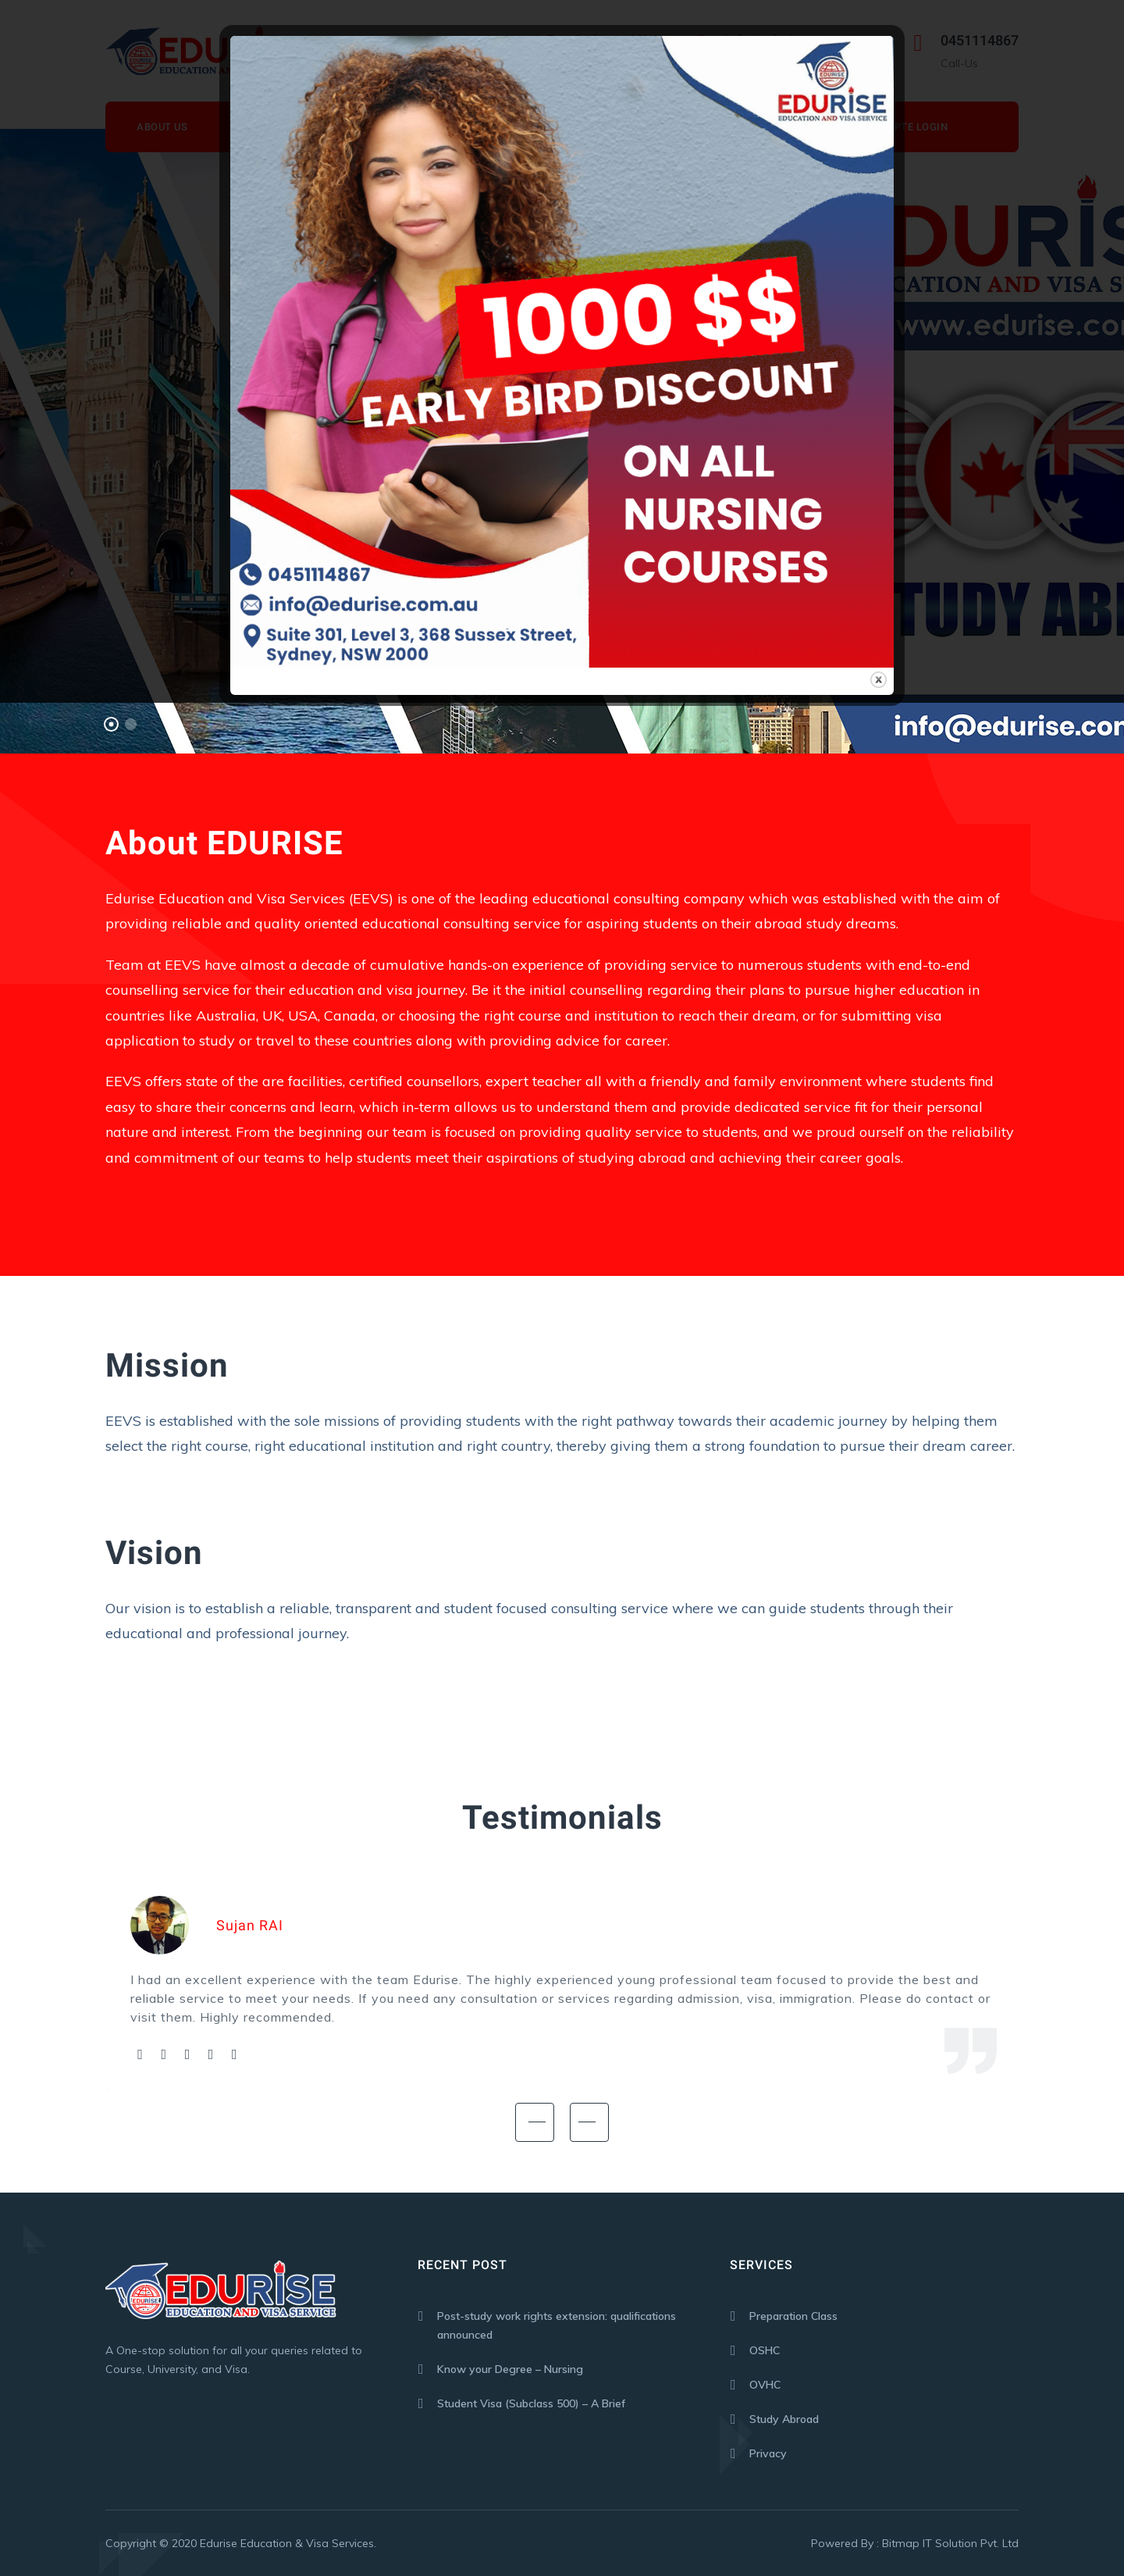 EDU
EDUCATION AND
0451114867
Call-Us
ABOUT US
PTE LOGIN
EDURISE
EDUCATION AND VISA SERVICE
1000 $$
EARLY BIRD DISCOUNT
ON ALL
NURSING
COURSES
0451114867
info@edurise.com.au
Suite 301, Level 3, 368 Sussex Street,
Sydney, NSW 2000
X
DURIS
CATION AND VISA S
www.edurise.co
TUDY AB
info@edurise.co
About EDURISE
Edurise Education and Visa Services (EEVS) is one of the leading educational consulting company which was established with the aim of
providing reliable and quality oriented educational consulting service for aspiring students on their abroad study dreams.
Team at EEVS have almost a decade of cumulative hands-on experience of providing service to numerous students with end-to-end
counselling service for their education and visa journey. Be it the initial counselling regarding their plans to pursue higher education in
countries like Australia, UK, USA, Canada, or choosing the right course and institution to reach their dream, or for submitting visa
application to study or travel to these countries along with providing advice for career.
EEVS offers state of the are facilities, certified counsellors, expert teacher all with a friendly and family environment where students find
easy to share their concerns and learn, which in-term allows us to understand them and provide dedicated service fit for their personal
nature and interest. From the beginning our team is focused on providing quality service to students, and we proud ourself on the reliability
and commitment of our teams to help students meet their aspirations of studying abroad and achieving their career goals.
Mission
EEVS is established with the sole missions of providing students with the right pathway towards their academic journey by helping them
select the right course, right educational institution and right country, thereby giving them a strong foundation to pursue their dream career.
Vision
Our vision is to establish a reliable, transparent and student focused consulting service where we can guide students through their
educational and professional journey.
Testimonials
Sujan RAI
I had an excellent experience with the team Edurise. The highly experienced young professional team focused to provide the best and
reliable service to meet your needs. If you need any consultation or services regarding admission, visa, immigration. Please do contact or
visit them. Highly recommended.
EDURISE
EDUCATION AND VISA SERVICE
A One-stop solution for all your queries related to
Course, University, and Visa.
RECENT POST
Post-study work rights extension: qualifications
announced
Know your Degree – Nursing
Student Visa (Subclass 500) – A Brief
SERVICES
Preparation Class
OSHC
OVHC
Study Abroad
Privacy
Copyright © 2020 Edurise Education & Visa Services.
Powered By : Bitmap IT Solution Pvt. Ltd